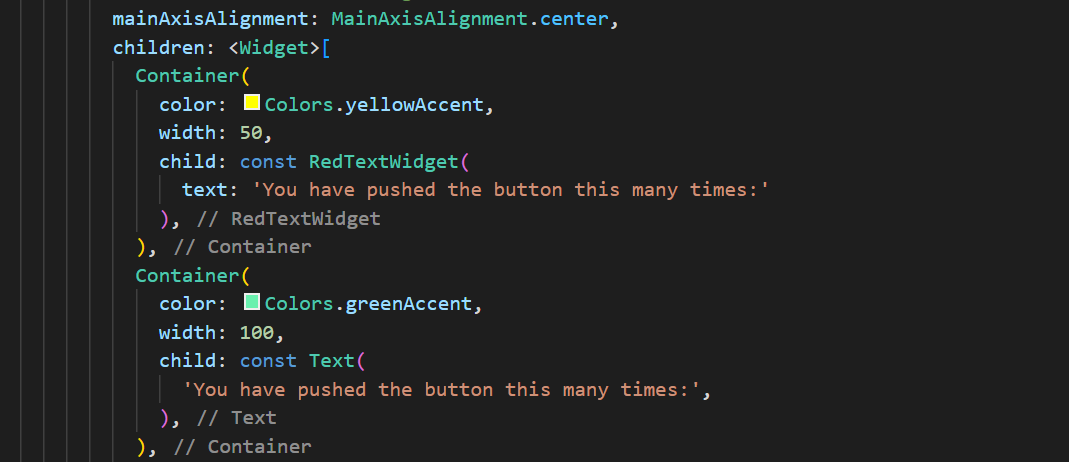 mainAxisAlignment: MainAxisAlignment.center,
children: <Widget>[
Container(
color: Colors.yellowAccent,
width: 50,
child: const RedTextWidget(
text: 'You have pushed the button this many times:'
), // RedTextWidget
), // Container
Container(
color: Colors.greenAccent,
width: 100,
child: const Text(
'You have pushed the button this many times:',
), // Text
), // Container